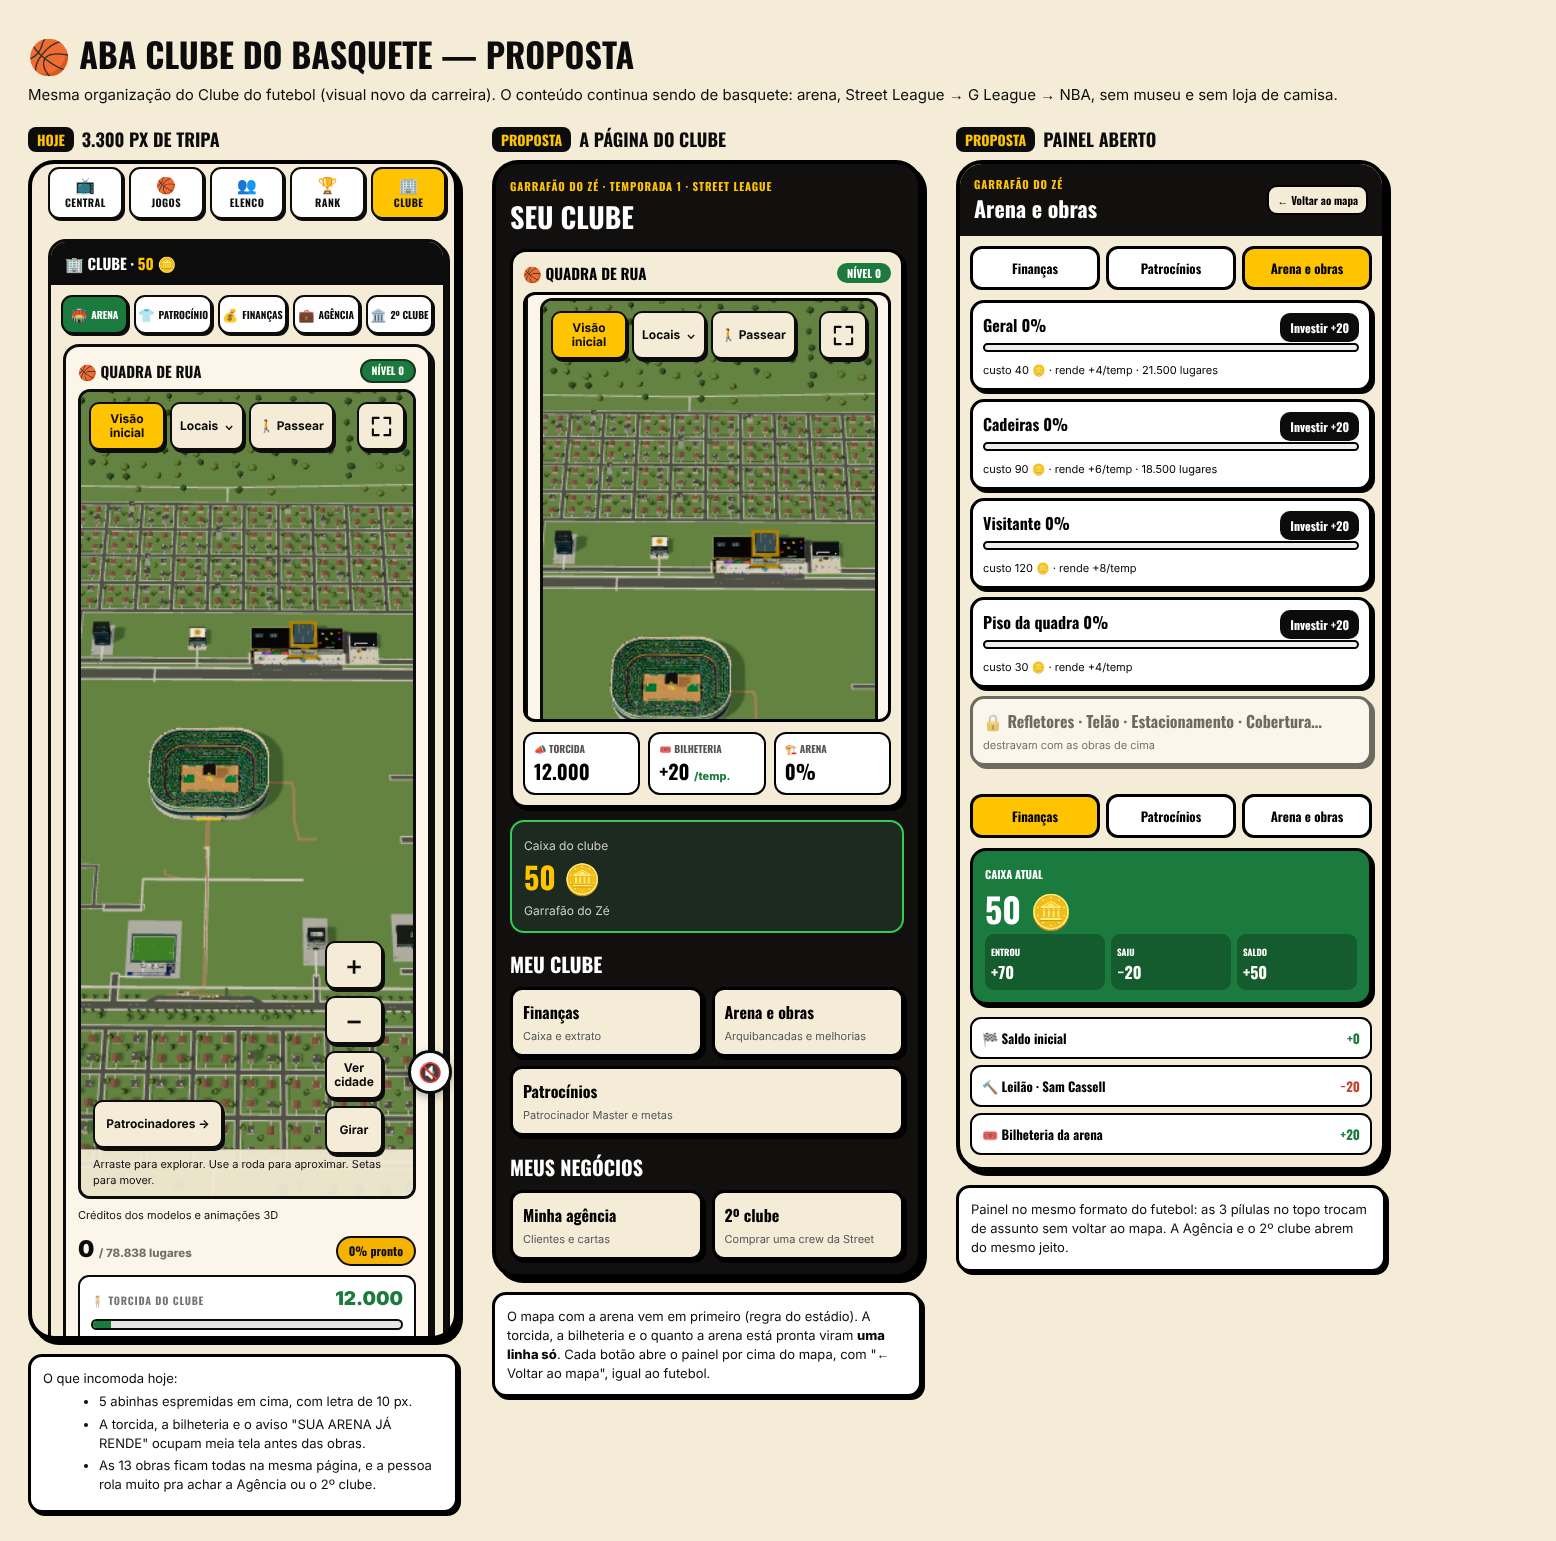 ABA CLUBE DO BASQUETE — PROPOSTA
Mesma organização do Clube do futebol (visual novo da carreira). O conteúdo continua sendo de basquete: arena, Street League → G League → NBA, sem museu e sem loja de camisa.
HOJE 3.300 PX DE TRIPA
CENTRAL JOGOS ELENCO RANK CLUBE
CLUBE · 50
ARENA PATROCÍNIO FINANÇAS AGÊNCIA 2º CLUBE
QUADRA DE RUA NÍVEL 0
Visão inicial Locais Passear
+
−
Ver cidade
Girar
Patrocinadores →
Arraste para explorar. Use a roda para aproximar. Setas
para mover.
Créditos dos modelos e animações 3D
0 / 78.838 lugares 0% pronto
TORCIDA DO CLUBE 12.000
O que incomoda hoje:
• 5 abinhas espremidas em cima, com letra de 10 px.
• A torcida, a bilheteria e o aviso "SUA ARENA JÁ
RENDE" ocupam meia tela antes das obras.
• As 13 obras ficam todas na mesma página, e a pessoa
rola muito pra achar a Agência ou o 2º clube.
PROPOSTA A PÁGINA DO CLUBE
GARRAFÃO DO ZÉ · TEMPORADA 1 · STREET LEAGUE
SEU CLUBE
QUADRA DE RUA NÍVEL 0
Visão inicial Locais Passear
TORCIDA BILHETERIA ARENA
12.000 +20 /temp. 0%
Caixa do clube
50
Garrafão do Zé
MEU CLUBE
Finanças Arena e obras
Caixa e extrato Arquibancadas e melhorias
Patrocínios
Patrocinador Master e metas
MEUS NEGÓCIOS
Minha agência 2º clube
Clientes e cartas Comprar uma crew da Street
O mapa com a arena vem em primeiro (regra do estádio). A
torcida, a bilheteria e o quanto a arena está pronta viram uma
linha só. Cada botão abre o painel por cima do mapa, com "←
Voltar ao mapa", igual ao futebol.
PROPOSTA PAINEL ABERTO
GARRAFÃO DO ZÉ
Arena e obras ← Voltar ao mapa
Finanças Patrocínios Arena e obras
Geral 0% Investir +20
custo 40 · rende +4/temp · 21.500 lugares
Cadeiras 0% Investir +20
custo 90 · rende +6/temp · 18.500 lugares
Visitante 0% Investir +20
custo 120 · rende +8/temp
Piso da quadra 0% Investir +20
custo 30 · rende +4/temp
Refletores · Telão · Estacionamento · Cobertura...
destravam com as obras de cima
Finanças Patrocínios Arena e obras
CAIXA ATUAL
50
ENTROU SAIU SALDO
+70 −20 +50
Saldo inicial +0
Leilão · Sam Cassell −20
Bilheteria da arena +20
Painel no mesmo formato do futebol: as 3 pílulas no topo trocam
de assunto sem voltar ao mapa. A Agência e o 2º clube abrem
do mesmo jeito.